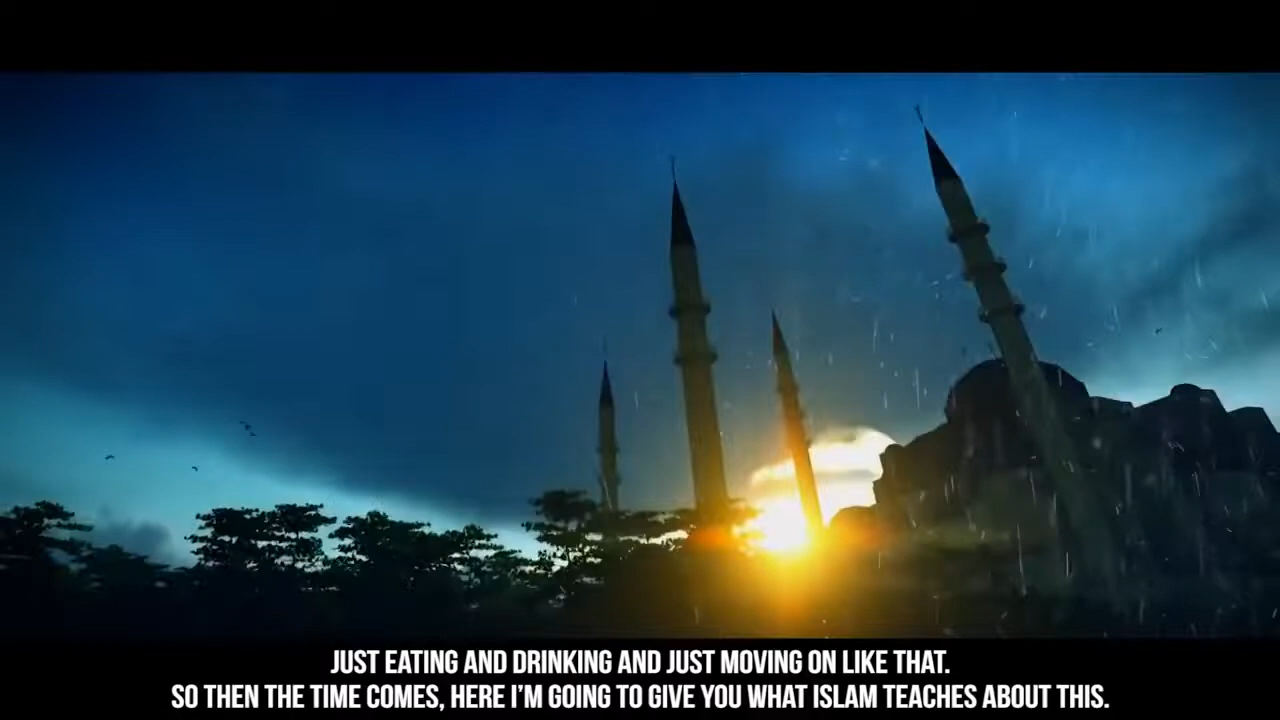 JUST EATING AND DRINKING AND JUST MOVING ON LIKE THAT.
SO THEN THE TIME COMES, HERE I'M GOING TO GIVE YOU WHAT ISLAM TEACHES ABOUT THIS.